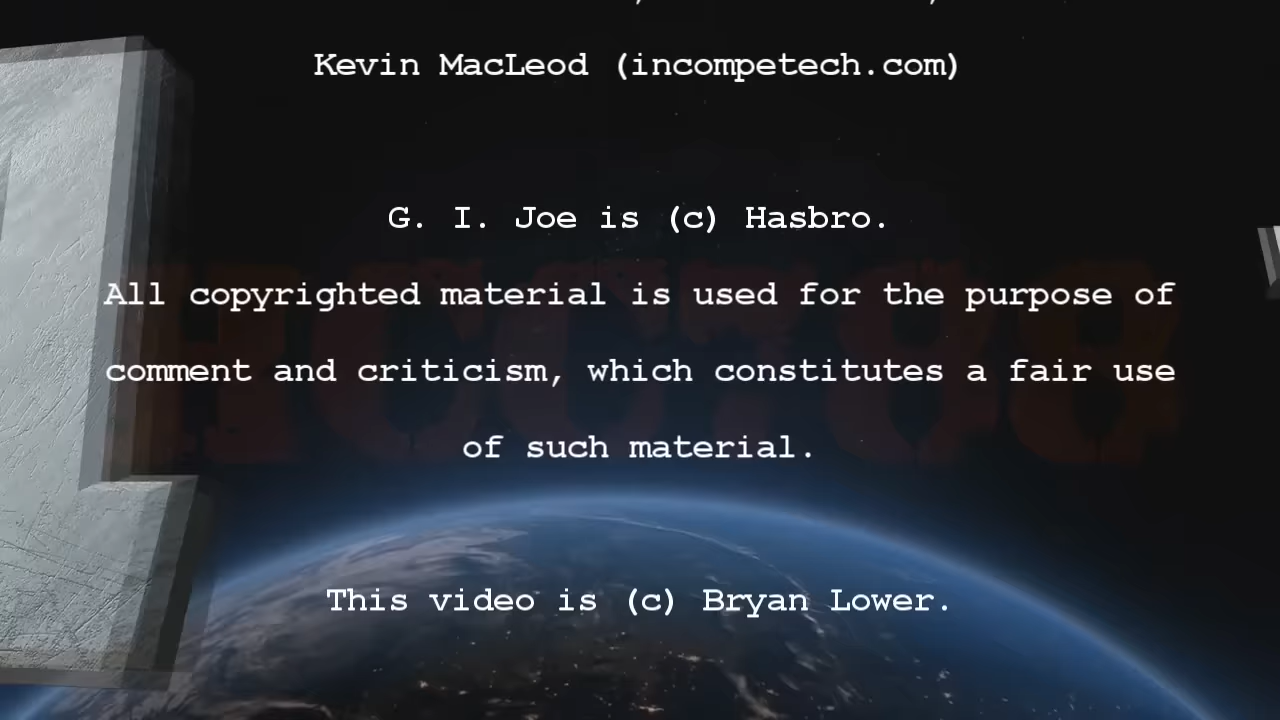 Kevin MacLeod (incompetech.com)
G. I. Joe is (c) Hasbro.
All copyrighted material is used for the purpose of
comment and criticism, which constitutes a fair use
of such material.
HCC788
This video is (c) Bryan Lower.